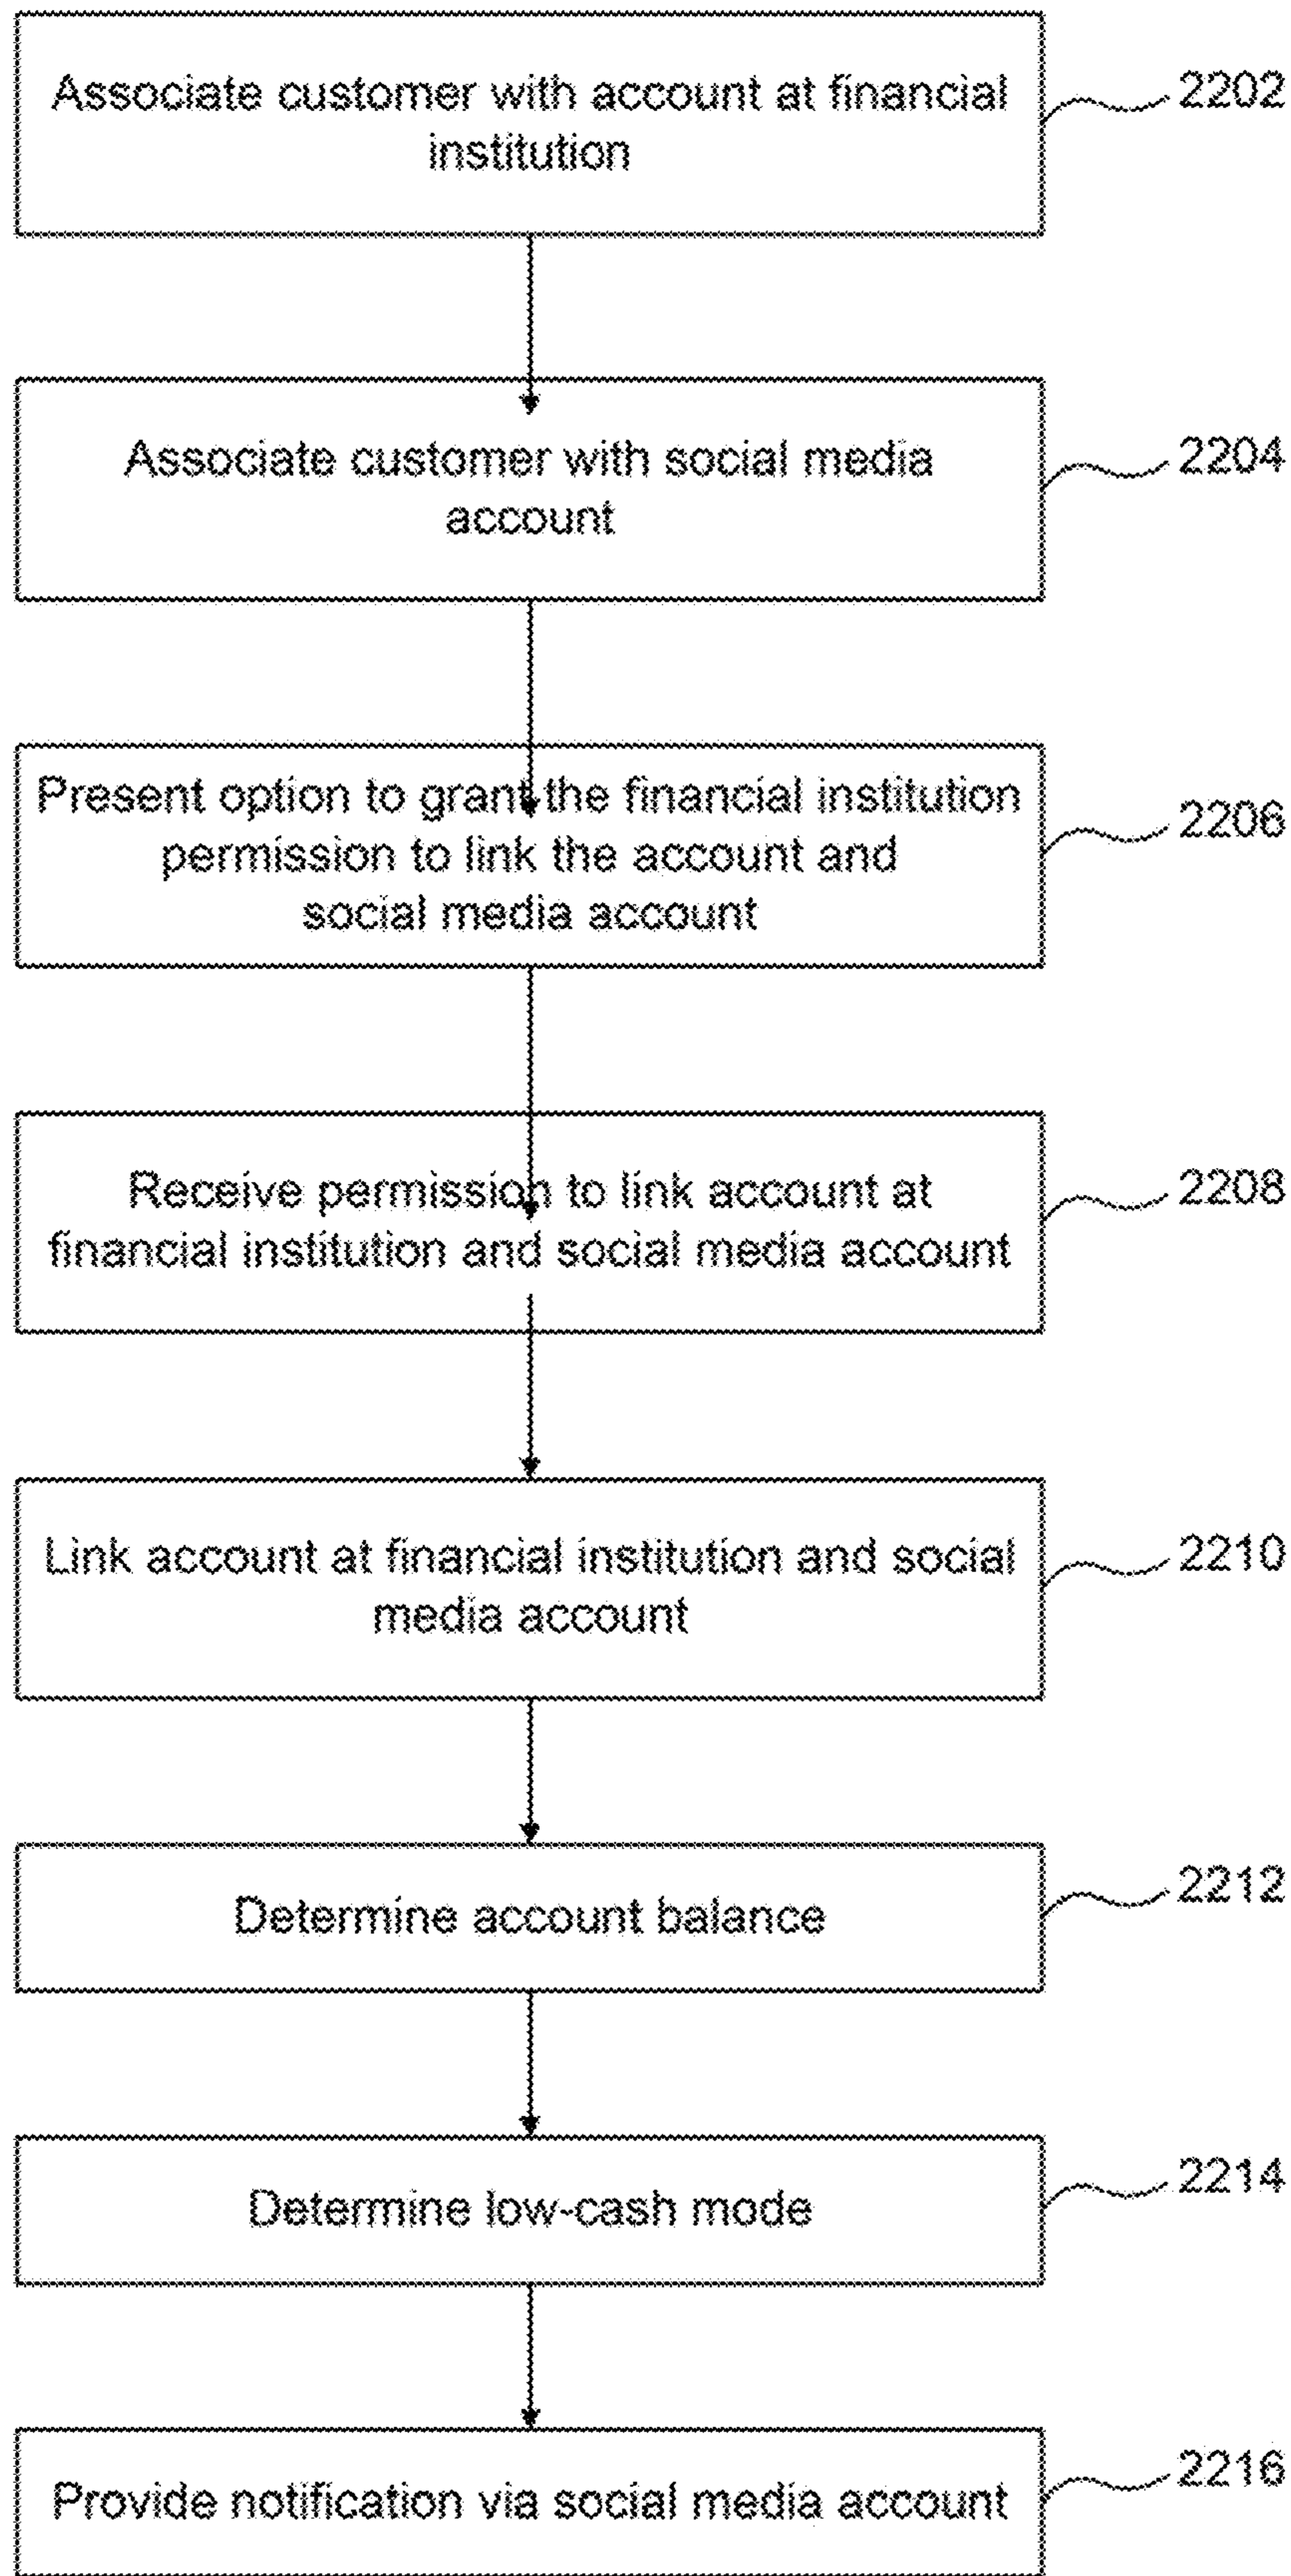 Associate customer with account at financial
institution
2202
Associate customer with social media
account
2204
Present option to grant the financial institution
permission to link the account and
social media account
2206
Receive permission to link account at
financial institution and social media account
2208
Link account at financial institution and social
media account
2210
Determine account balance
2212
Determine low-cash mode
2214
Provide notification via social media account
2216